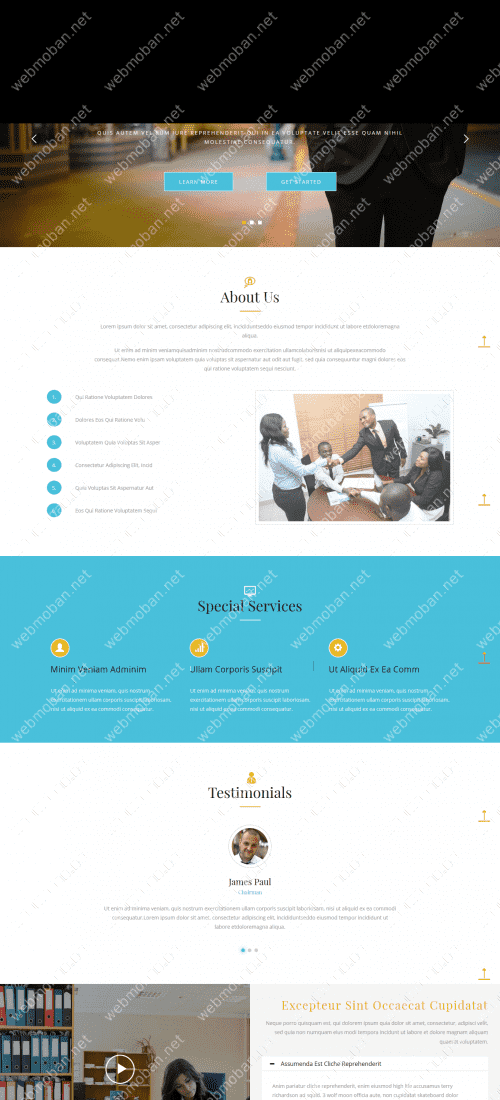 QUIS AUTEM VEL EUM IURE REPREHENDERIT QUI IN EA VOLUPTATE VELIT ESSE QUAM NIHIL
MOLESTIAE CONSEQUATUR.
LEARN MORE
GET STARTED
About Us
Lorem ipsum dolor sit amet, consectetur adipiscing elit, incididuntseddo eiusmod tempor incididunt ut labore etdoloremagna
aliqua.
Ut enim ad minim veniamquisadminim nostradcommodo exercitation ullamcolaturbnisi ut aliquipexeacommodo
consequat Nemo enim ipsam voluptatem quia voluptas sit aspernatur aut odit aut fugit, sed quia consequuntur magni dolores eos
qui ratione voluptatem sequi nesciunt.
1. Qui Ratione Voluptatem Dolores
2. Dolores Eos Qui Ratione Volu
3. Voluptatem Quia Voluptas Sit Asper
4. Consectetur Adipiscing Elit, Incid
5. Quia Voluptas Sit Aspernatur Aut
6. Eos Qui Ratione Voluptatem Sequi
Special Services
Minim Veniam Adminim
Ut enim ad minima veniam, quis nostrum
exercitationem ullam corporis suscipit laboriosam,
nisi ut aliquid ex ea commodi consequatur.
Ullam Corporis Suscipit
Ut enim ad minima veniam, quis nostrum
exercitationem ullam corporis suscipit laboriosam,
nisi ut aliquid ex ea commodi consequatur.
Ut Aliquid Ex Ea Comm
Ut enim ad minima veniam, quis nostrum
exercitationem ullam corporis suscipit laboriosam,
nisi ut aliquid ex ea commodi consequatur.
Testimonials
James Paul
Chairman
Ut enim ad minima veniam, quis nostrum exercitationem ullam corporis suscipit laboriosam, nisi ut aliquid ex ea commodi
consequatur.Lorem ipsum dolor sit amet, consectetur adipiscing elit, incididuntseddo eiusmod tempor incididunt ut
labore etdoloremagna aliqua.
Excepteur Sint Occaecat Cupidatat
Neque porro quisquam est, qui dolorem ipsum quia dolor sit amet, consectetur, adipisci velit,
sed quia non numquam eius modi tempora incidunt ut labore et dolore magnam aliquam
quaerat voluptatem.
Assumenda Est Cliche Reprehenderit
Anim pariatur cliche reprehenderit, enim eiusmod high life accusamus terry
richardson ad squid. 3 wolf moon officia aute, non cupidatat skateboard dolor
webmoban.net